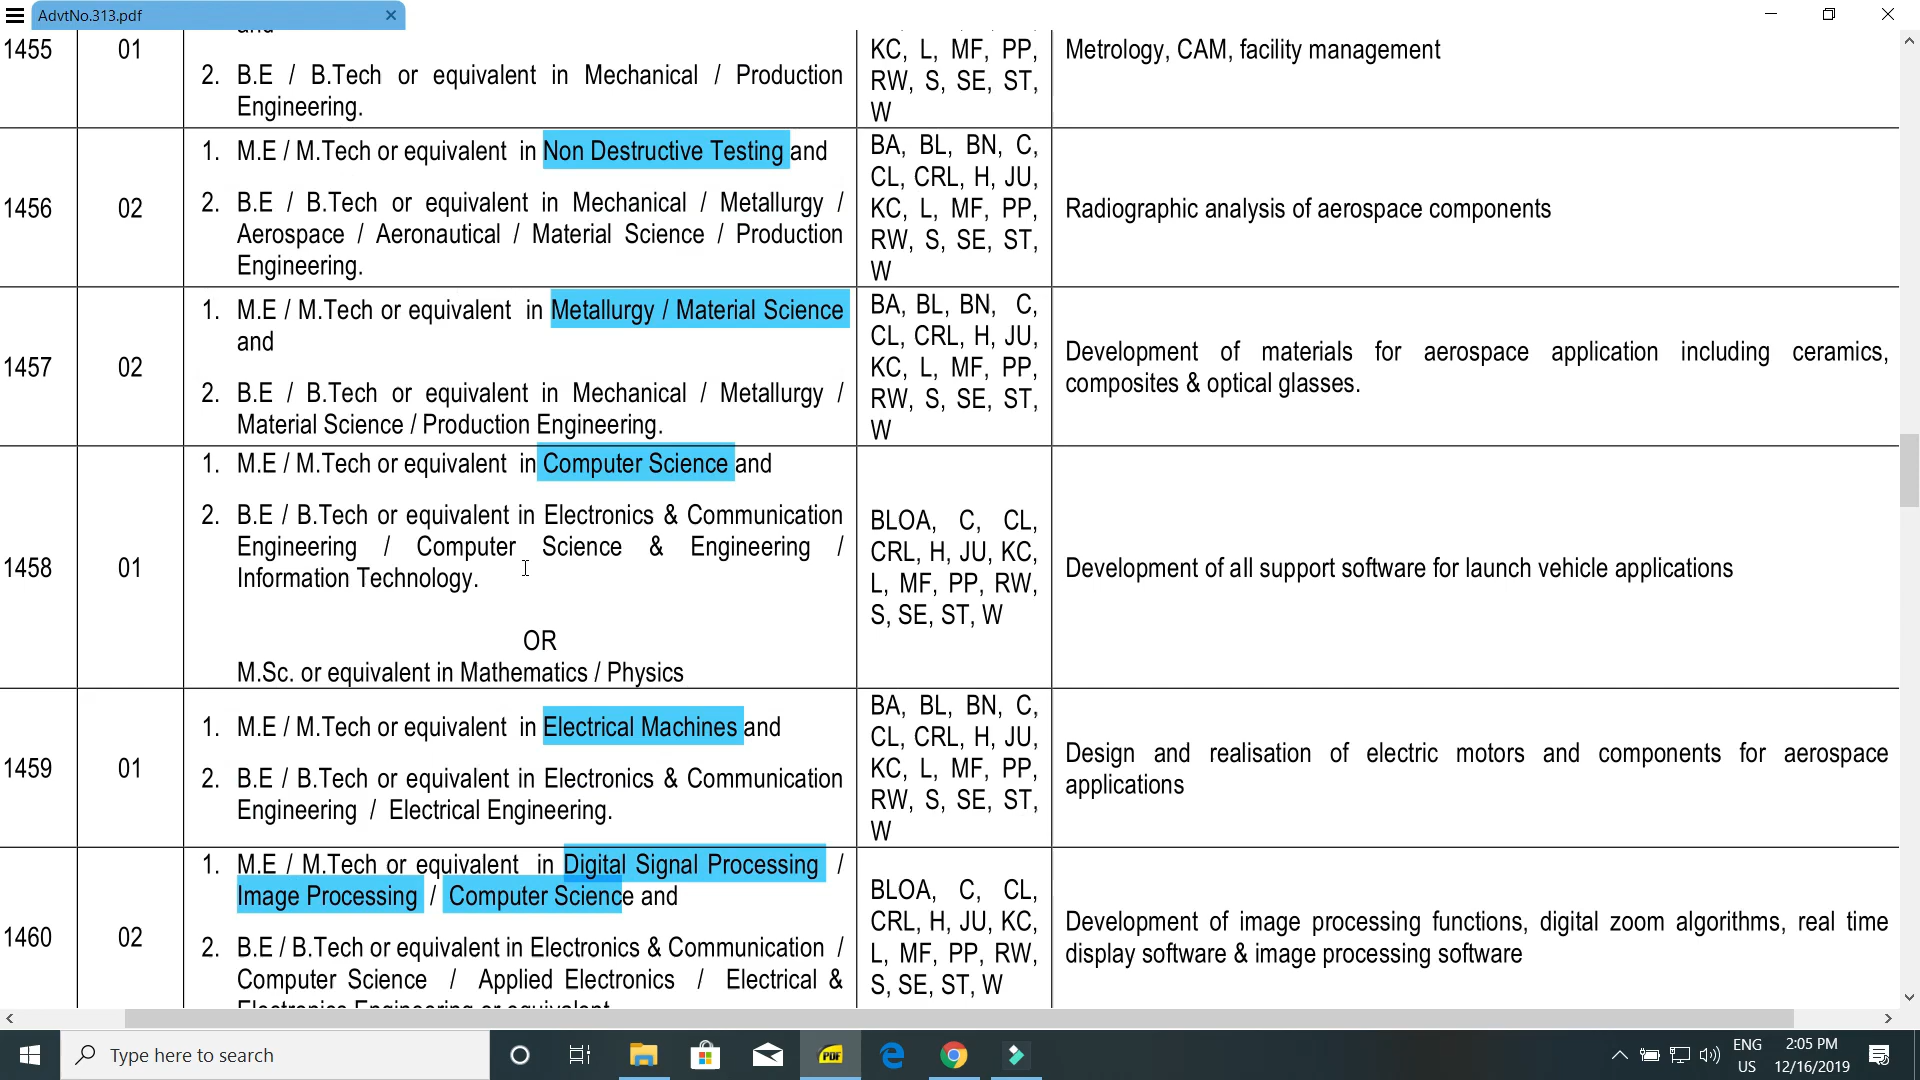 AdvtNo.313.pdf
and
1455
01
2. B.E / B.Tech or equivalent in Mechanical / Production
Engineering.
KC, L, MF, PP,
RW, S, SE, ST,
W
Metrology, CAM, facility management
1456
02
1. M.E / M.Tech or equivalent in Non Destructive Testing and
2. B.E / B.Tech or equivalent in Mechanical / Metallurgy /
Aerospace / Aeronautical / Material Science / Production
Engineering.
BA, BL, BN, C,
CL, CRL, H, JU,
KC, L, MF, PP,
RW, S, SE, ST,
W
Radiographic analysis of aerospace components
1457
02
1. M.E / M.Tech or equivalent in Metallurgy / Material Science
and
2. B.E / B.Tech or equivalent in Mechanical / Metallurgy /
Material Science / Production Engineering.
BA, BL, BN, C,
CL, CRL, H, JU,
KC, L, MF, PP,
RW, S, SE, ST,
W
Development of materials for aerospace application including ceramics,
composites & optical glasses.
1458
01
1. M.E / M.Tech or equivalent in Computer Science and
2. B.E / B.Tech or equivalent in Electronics & Communication
Engineering / Computer Science & Engineering /
Information Technology.
OR
M.Sc. or equivalent in Mathematics / Physics
BLOA, C, CL,
CRL, H, JU, KC,
L, MF, PP, RW,
S, SE, ST, W
Development of all support software for launch vehicle applications
1459
01
1. M.E / M.Tech or equivalent in Electrical Machines and
2. B.E / B.Tech or equivalent in Electronics & Communication
Engineering / Electrical Engineering.
BA, BL, BN, C,
CL, CRL, H, JU,
KC, L, MF, PP,
RW, S, SE, ST,
W
Design and realisation of electric motors and components for aerospace
applications
1460
02
1. M.E / M.Tech or equivalent in Digital Signal Processing /
Image Processing / Computer Science and
2. B.E / B.Tech or equivalent in Electronics & Communication /
Computer Science / Applied Electronics / Electrical &
Electronics Engineering or equivalent
BLOA, C, CL,
CRL, H, JU, KC,
L, MF, PP, RW,
S, SE, ST, W
Development of image processing functions, digital zoom algorithms, real time
display software & image processing software
Type here to search
PDF
ENG
US
2:05 PM
12/16/2019